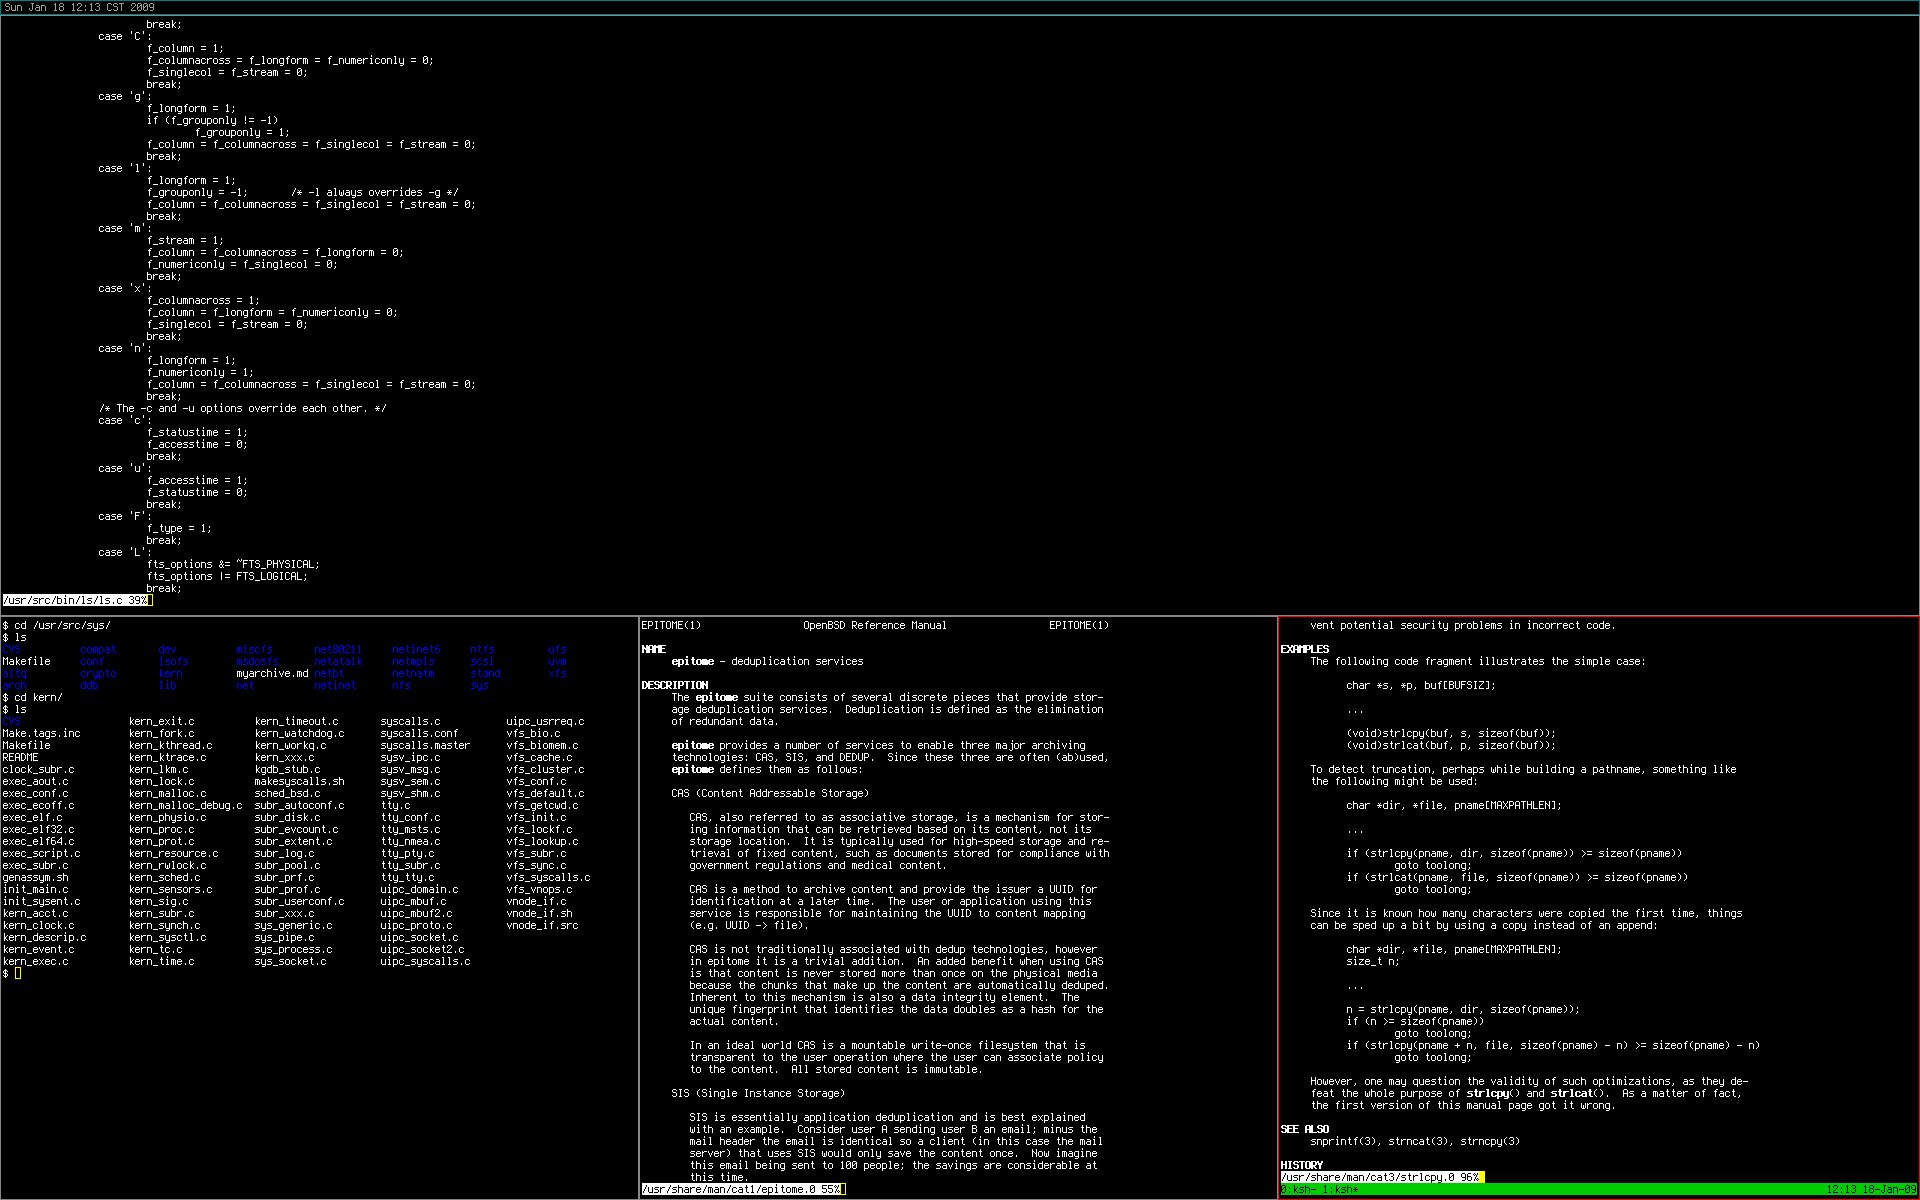 Sun Jan 18 12:13 CST 2009
break;
case 'C':
f_column = 1;
f_columnacross = f_longform = f_numericonly = 0;
f_singlecol = f_stream = 0;
break;
case 'g':
f_longform = 1;
if (f_grouponly != -1)
f_grouponly = 1;
f_column = f_columnacross = f_singlecol = f_stream = 0;
break;
case 'l':
f_longform = 1;
f_grouponly = -1; /* -l always overrides -g */
f_column = f_columnacross = f_singlecol = f_stream = 0;
break;
case 'm':
f_stream = 1;
f_column = f_columnacross = f_longform = 0;
f_numericonly = f_singlecol = 0;
break;
case 'x':
f_columnacross = 1;
f_column = f_longform = f_numericonly = 0;
f_singlecol = f_stream = 0;
break;
case 'n':
f_longform = 1;
f_numericonly = 1;
f_column = f_columnacross = f_singlecol = f_stream = 0;
break;
/* The -c and -u options override each other. */
case 'c':
f_statustime = 1;
f_accesstime = 0;
break;
case 'u':
f_accesstime = 1;
f_statustime = 0;
break;
case 'F':
f_type = 1;
break;
case 'L':
fts_options &= ~FTS_PHYSICAL;
fts_options |= FTS_LOGICAL;
break;
/usr/src/bin/ls/ls.c 39%
$ cd /usr/src/sys/
$ ls
CVS compat dev miscfs net80211 netinet6 ntfs ufs
Makefile conf isofs msdosfs netatalk netmpls scsi uvm
altq crypto kern myarchive.md netbt netnatm stand xfs
arch ddb lib net netinet nfs sys
$ cd kern/
$ ls
CVS kern_exit.c kern_timeout.c syscalls.c uipc_usrreq.c
Make.tags.inc kern_fork.c kern_watchdog.c syscalls.conf vfs_bio.c
Makefile kern_kthread.c kern_workq.c syscalls.master vfs_biomem.c
README kern_ktrace.c kern_xxx.c sysv_ipc.c vfs_cache.c
clock_subr.c kern_lkm.c kgdb_stub.c sysv_msg.c vfs_cluster.c
exec_aout.c kern_lock.c makesyscalls.sh sysv_sem.c vfs_conf.c
exec_conf.c kern_malloc.c sched_bsd.c sysv_shm.c vfs_default.c
exec_ecoff.c kern_malloc_debug.c subr_autoconf.c tty.c vfs_getcwd.c
exec_elf.c kern_physio.c subr_disk.c tty_conf.c vfs_init.c
exec_elf32.c kern_proc.c subr_evcount.c tty_msts.c vfs_lockf.c
exec_elf64.c kern_prot.c subr_extent.c tty_nmea.c vfs_lookup.c
exec_script.c kern_resource.c subr_log.c tty_pty.c vfs_subr.c
exec_subr.c kern_rwlock.c subr_pool.c tty_subr.c vfs_sync.c
genassym.sh kern_sched.c subr_prf.c tty_tty.c vfs_syscalls.c
init_main.c kern_sensors.c subr_prof.c uipc_domain.c vfs_vnops.c
init_sysent.c kern_sig.c subr_userconf.c uipc_mbuf.c vnode_if.c
kern_acct.c kern_subr.c subr_xxx.c uipc_mbuf2.c vnode_if.sh
kern_clock.c kern_synch.c sys_generic.c uipc_proto.c vnode_if.src
kern_descrip.c kern_sysctl.c sys_pipe.c uipc_socket.c
kern_event.c kern_tc.c sys_process.c uipc_socket2.c
kern_exec.c kern_time.c sys_socket.c uipc_syscalls.c
$
EPITOME(1) OpenBSD Reference Manual EPITOME(1)
NAME
epitome - deduplication services
DESCRIPTION
The epitome suite consists of several discrete pieces that provide stor-
age deduplication services. Deduplication is defined as the elimination
of redundant data.
epitome provides a number of services to enable three major archiving
technologies: CAS, SIS, and DEDUP. Since these three are often (ab)used,
epitome defines them as follows:
CAS (Content Addressable Storage)
CAS, also referred to as associative storage, is a mechanism for stor-
ing information that can be retrieved based on its content, not its
storage location. It is typically used for high-speed storage and re-
trieval of fixed content, such as documents stored for compliance with
government regulations and medical content.
CAS is a method to archive content and provide the issuer a UUID for
identification at a later time. The user or application using this
service is responsible for maintaining the UUID to content mapping
(e.g. UUID -> file).
CAS is not traditionally associated with dedup technologies, however
in epitome it is a trivial addition. An added benefit when using CAS
is that content is never stored more than once on the physical media
because the chunks that make up the content are automatically deduped.
Inherent to this mechanism is also a data integrity element. The
unique fingerprint that identifies the data doubles as a hash for the
actual content.
In an ideal world CAS is a mountable write-once filesystem that is
transparent to the user operation where the user can associate policy
to the content. All stored content is immutable.
SIS (Single Instance Storage)
SIS is essentially application deduplication and is best explained
with an example. Consider user A sending user B an email; minus the
mail header the email is identical so a client (in this case the mail
server) that uses SIS would only save the content once. Now imagine
this email being sent to 100 people; the savings are considerable at
this time.
/usr/share/man/cat1/epitome.0 55%
vent potential security problems in incorrect code.
EXAMPLES
The following code fragment illustrates the simple case:
char *s, *p, buf[BUFSIZ];
...
(void)strlcpy(buf, s, sizeof(buf));
(void)strlcat(buf, p, sizeof(buf));
To detect truncation, perhaps while building a pathname, something like
the following might be used:
char *dir, *file, pname[MAXPATHLEN];
...
if (strlcpy(pname, dir, sizeof(pname)) >= sizeof(pname))
goto toolong;
if (strlcat(pname, file, sizeof(pname)) >= sizeof(pname))
goto toolong;
Since it is known how many characters were copied the first time, things
can be sped up a bit by using a copy instead of an append:
char *dir, *file, pname[MAXPATHLEN];
size_t n;
...
n = strlcpy(pname, dir, sizeof(pname));
if (n >= sizeof(pname))
goto toolong;
if (strlcpy(pname + n, file, sizeof(pname) - n) >= sizeof(pname) - n)
goto toolong;
However, one may question the validity of such optimizations, as they de-
feat the whole purpose of strlcpy() and strlcat(). As a matter of fact,
the first version of this manual page got it wrong.
SEE ALSO
snprintf(3), strncat(3), strncpy(3)
HISTORY
/usr/share/man/cat3/strlcpy.0 96%
0:ksh- 1:ksh* 12:13 18-Jan-09